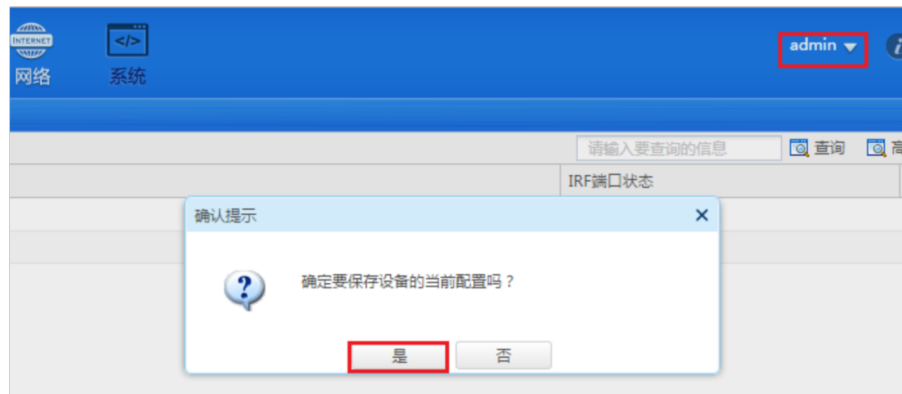 INTERNET
</>
admin
i
网络
系统
请输入要查询的信息
查询
高
IRF端口状态
确认提示
确定要保存设备的当前配置吗？
是
否